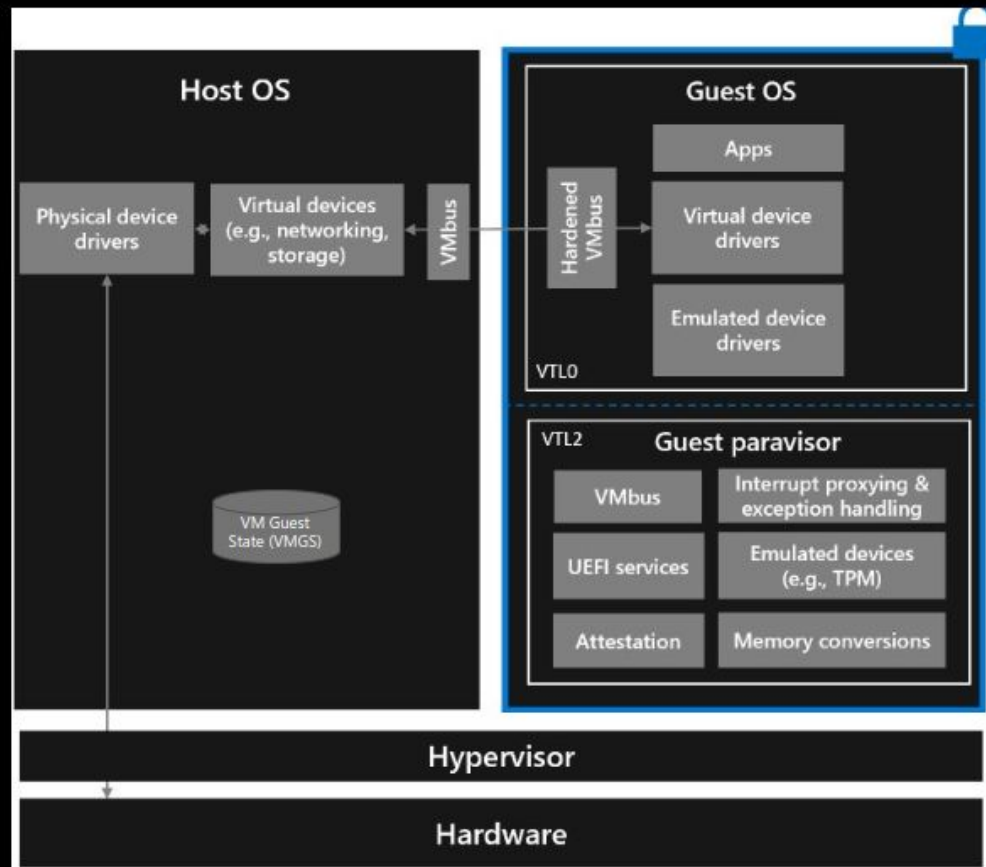 Host OS
Physical device
drivers
Virtual devices
(e.g., networking,
storage)
VMbus
VM Guest
State (VMGS)
Guest OS
Apps
Hardened
VMbus
Virtual device
drivers
Emulated device
drivers
VTL0
VTL2
Guest paravisor
VMbus
Interrupt proxying &
exception handling
UEFI services
Emulated devices
(e.g., TPM)
Attestation
Memory conversions
Hypervisor
Hardware